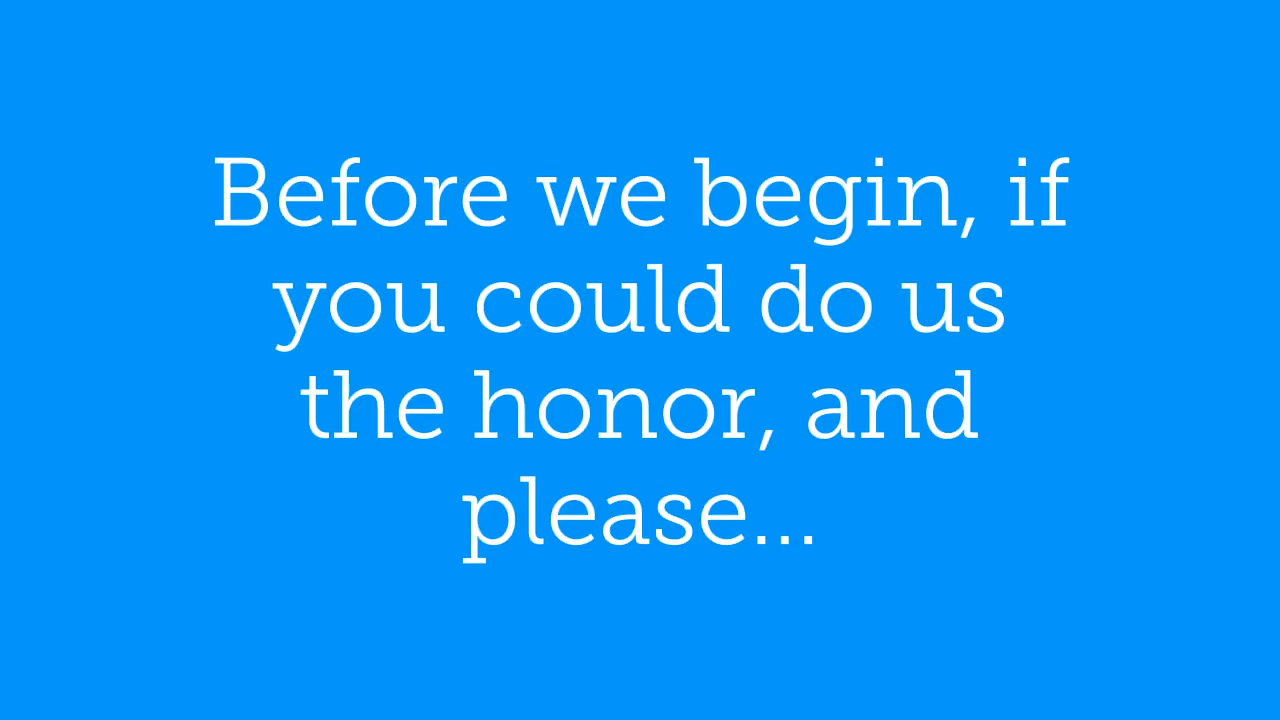 Before we begin, if
you could do us
the honor, and
please...